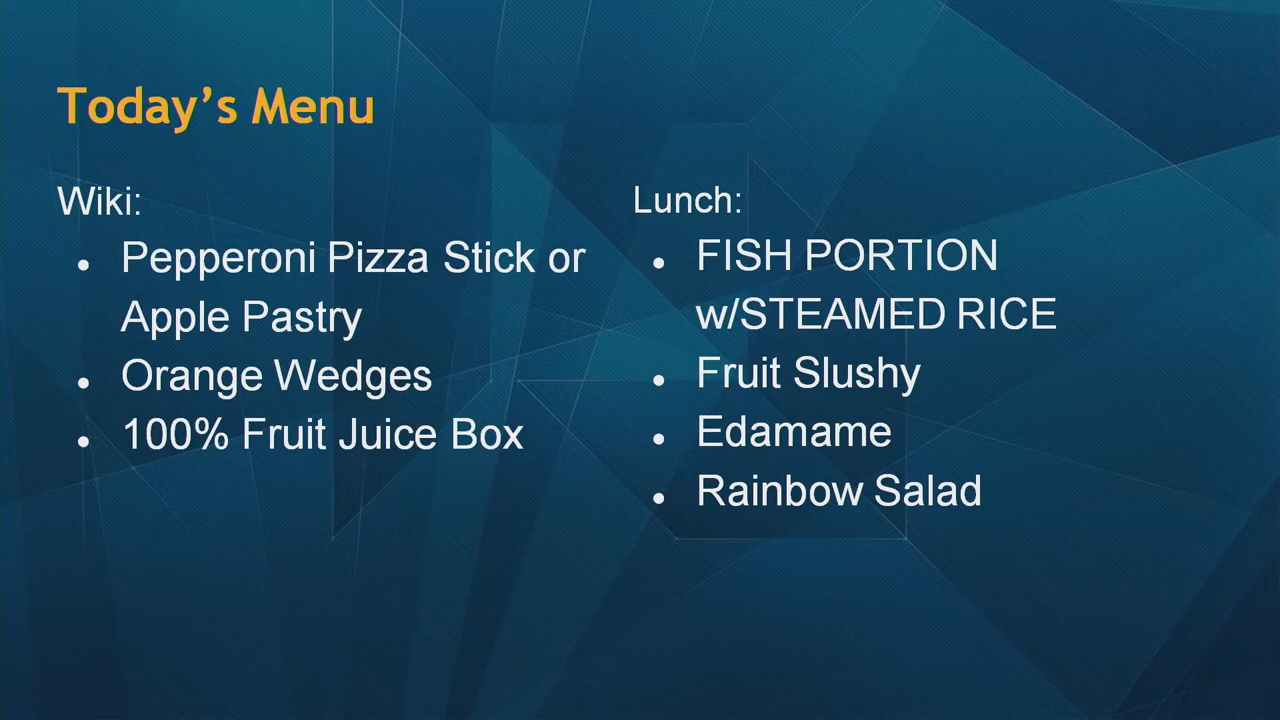 Today’s Menu
Wiki:
● Pepperoni Pizza Stick or
Apple Pastry
● Orange Wedges
● 100% Fruit Juice Box
Lunch:
● FISH PORTION
w/STEAMED RICE
● Fruit Slushy
● Edamame
● Rainbow Salad